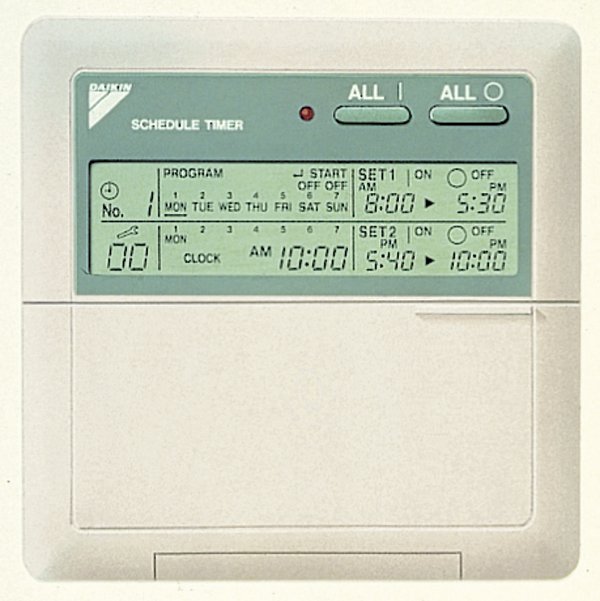 DAIKIN
SCHEDULE TIMER
ALL | ALL ○
PROGRAM ↵ START
OFF OFF
1 2 3 4 5 6 7
MON TUE WED THU FRI SAT SUN
No. 1
SET1 | ON ○ OFF
AM PM
8:00 ▶ 5:30
1 2 3 4 5 6 7
MON
00 CLOCK AM 10:00
SET2 | ON ○ OFF
PM PM
5:40 ▶ 10:00